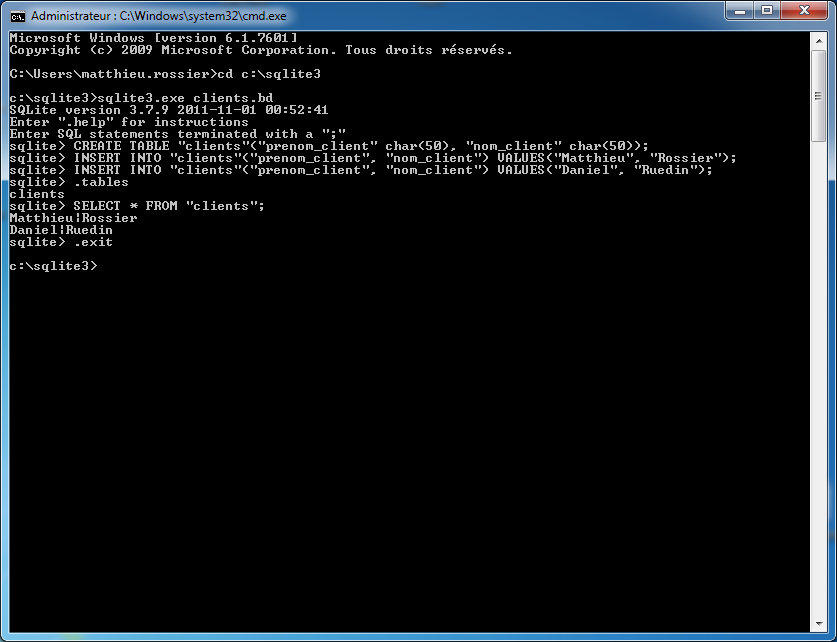 Administrateur : C:\Windows\system32\cmd.exe
Microsoft Windows [version 6.1.7601]
Copyright (c) 2009 Microsoft Corporation. Tous droits réservés.
C:\Users\matthieu.rossier>cd c:\sqlite3
c:\sqlite3>sqlite3.exe clients.bd
SQLite version 3.7.9 2011-11-01 00:52:41
Enter ".help" for instructions
Enter SQL statements terminated with a ";"
sqlite> CREATE TABLE "clients"("prenom_client" char(50), "nom_client" char(50));
sqlite> INSERT INTO "clients"("prenom_client", "nom_client") VALUES("Matthieu", "Rossier");
sqlite> INSERT INTO "clients"("prenom_client", "nom_client") VALUES("Daniel", "Ruedin");
sqlite> .tables
clients
sqlite> SELECT * FROM "clients";
Matthieu|Rossier
Daniel|Ruedin
sqlite> .exit
c:\sqlite3>